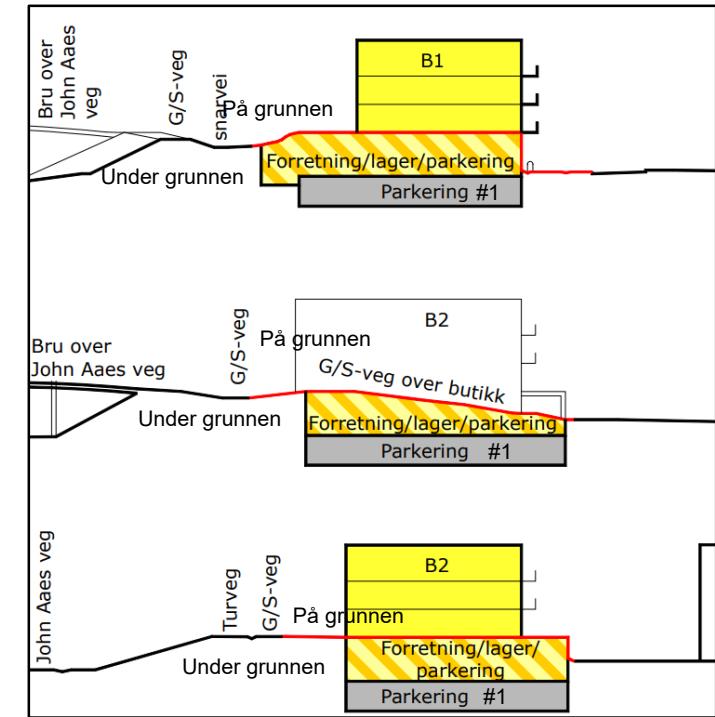 Bru over
John Aaes
veg
G/S-veg
snarvei
På grunnen
B1
Under grunnen
Forretning/lager/parkering
Parkering #1
Bru over
John Aaes veg
G/S-veg
På grunnen
B2
G/S-veg over butikk
Under grunnen
Forretning/lager/parkering
Parkering #1
John Aaes veg
Turveg
G/S-veg
På grunnen
B2
Under grunnen
Forretning/lager/
parkering
Parkering #1